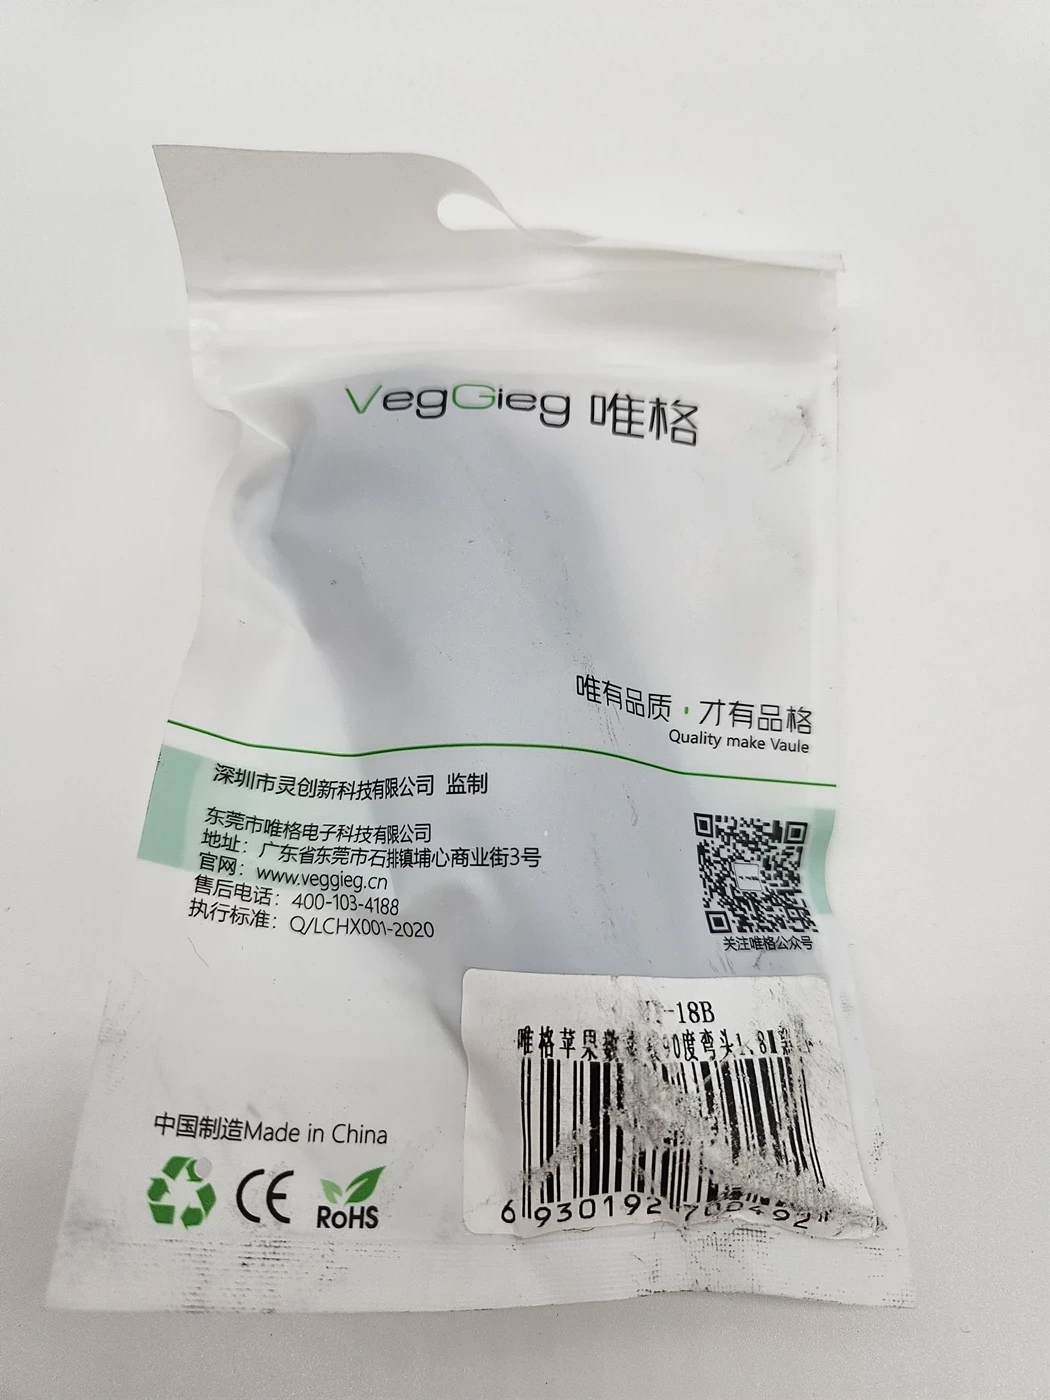 VegGieg 唯格
唯有品质·才有品格
Quality make Vaule
深圳市灵创新科技有限公司 监制
东莞市唯格电子科技有限公司
地址：广东省东莞市石排镇埔心商业街3号
官网：www.veggieg.cn
售后电话：400-103-4188
执行标准：Q/LCHX001-2020
关注唯格公众号
-18B
唯格苹果数 90度弯头1.8
6 930192
中国制造Made in China
CE
RoHS